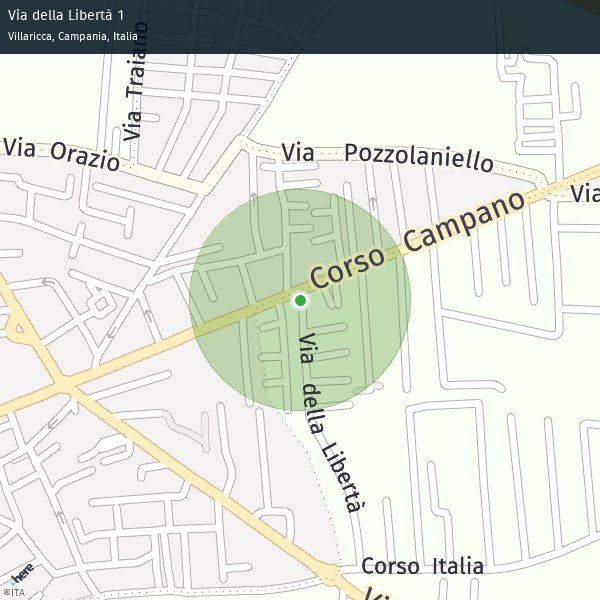 Via della Libertà 1
Villaricca, Campania, Italia
Via Traiano
Via Orazio
Via Pozzolaniello
Via
Corso Campano
Via della Libertà
Corso Italia
Vi
here
©ITA